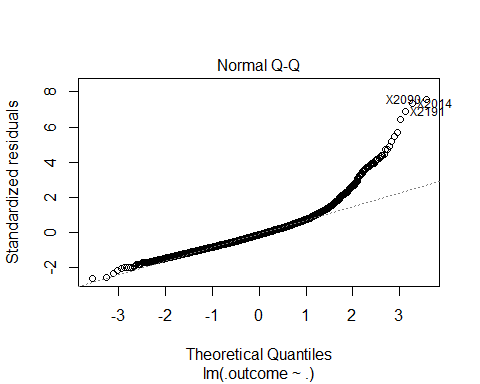 Normal Q-Q
Standardized residuals
8
6
4
2
0
-2
X2090
X2014
X2191
-3 -2 -1 0 1 2 3
Theoretical Quantiles
lm(.outcome ~ .)